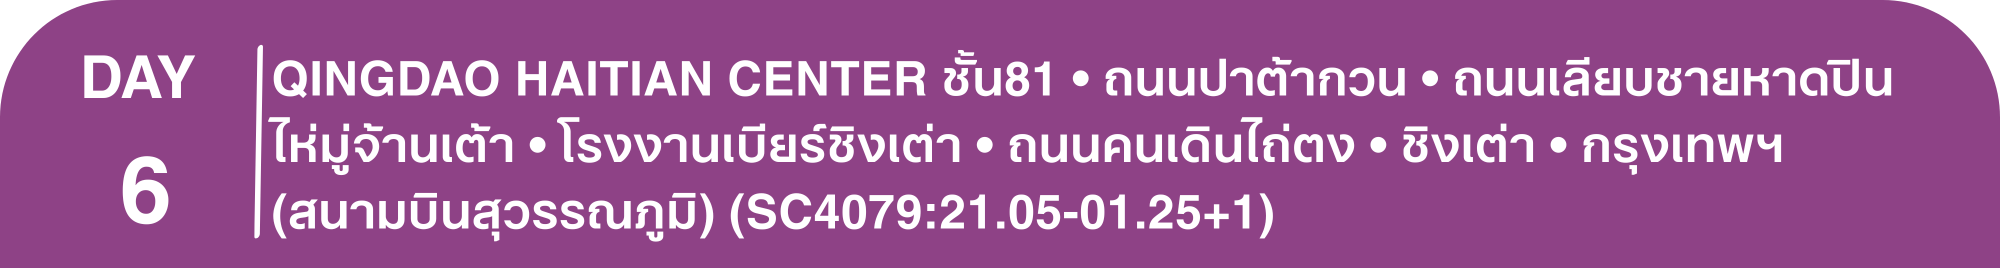 DAY
6
QINGDAO HAITIAN CENTER ชั้น81 • ถนนปาต้ากวน • ถนนเลียบชายหาดปิน
ไห่มู่จ้านเต้า • โรงงานเบียร์ชิงเต่า • ถนนคนเดินไถ่ตง • ชิงเต่า • กรุงเทพฯ
(สนามบินสุวรรณภูมิ) (SC4079:21.05-01.25+1)